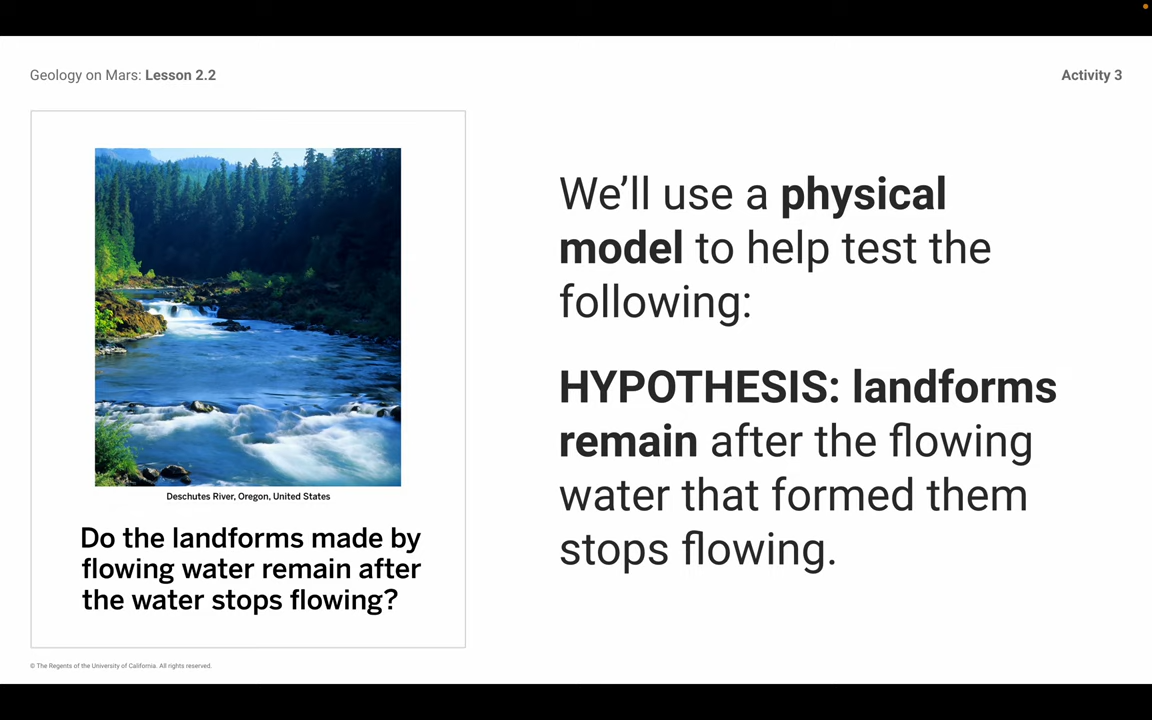 Geology on Mars: Lesson 2.2
Activity 3
Deschutes River, Oregon, United States
Do the landforms made by
flowing water remain after
the water stops flowing?
We’ll use a physical
model to help test the
following:
HYPOTHESIS: landforms
remain after the flowing
water that formed them
stops flowing.
© The Regents of the University of California. All rights reserved.